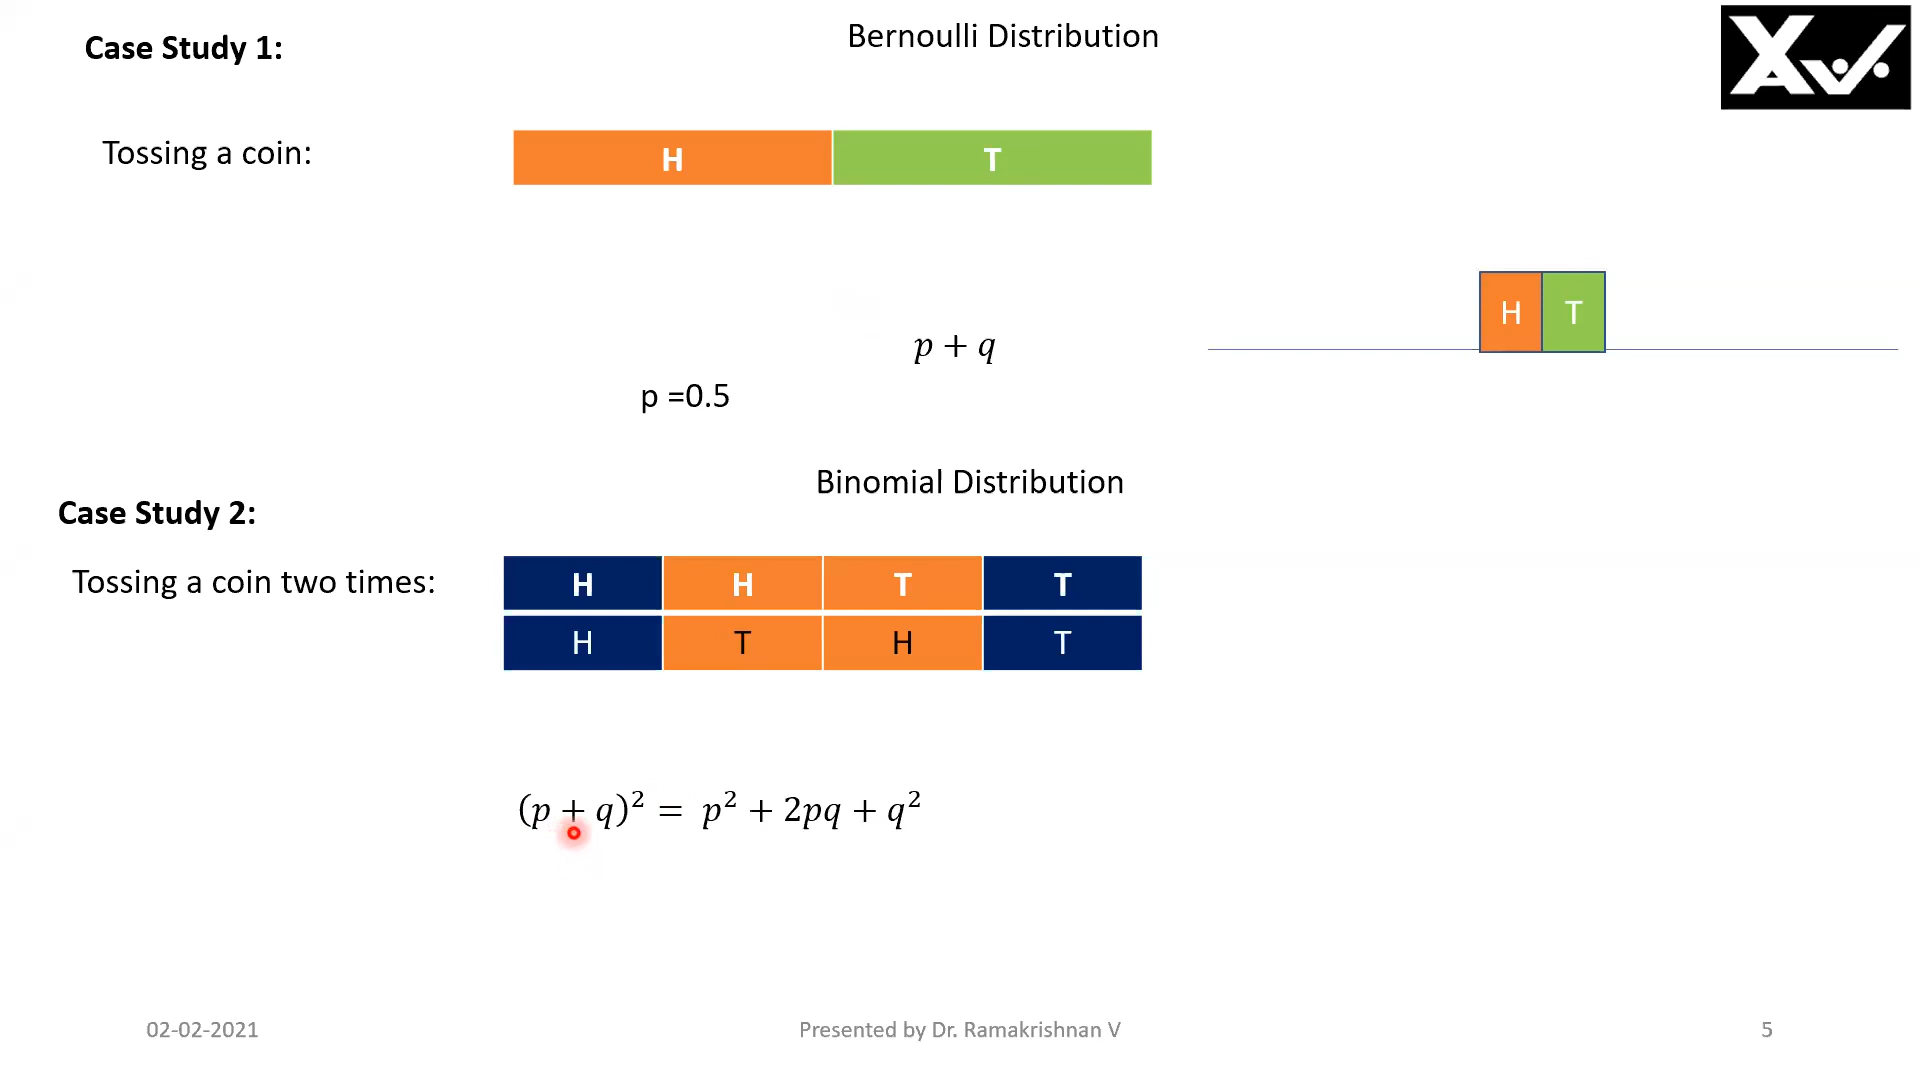 Bernoulli Distribution
Case Study 1:
XAV
Tossing a coin:
H T
H T
p + q
p =0.5
Binomial Distribution
Case Study 2:
Tossing a coin two times:
H H T T
H T H T
(p + q)² = p² + 2pq + q²
02-02-2021 Presented by Dr. Ramakrishnan V 5